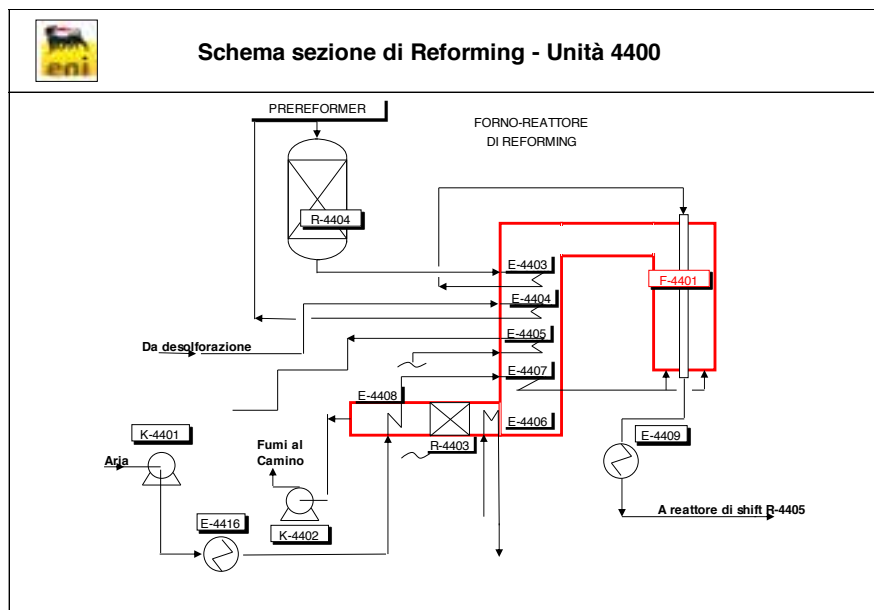 eni
Schema sezione di Reforming - Unità 4400
PREREFORMER
FORNO-REATTORE
DI REFORMING
R-4404
E-4403
F-4401
E-4404
E-4405
Da desolforazione
E-4407
E-4408
E-4406
K-4401
Fumi al
Camino
R-4403
E-4409
Aria
A reattore di shift R-4405
E-4416
K-4402